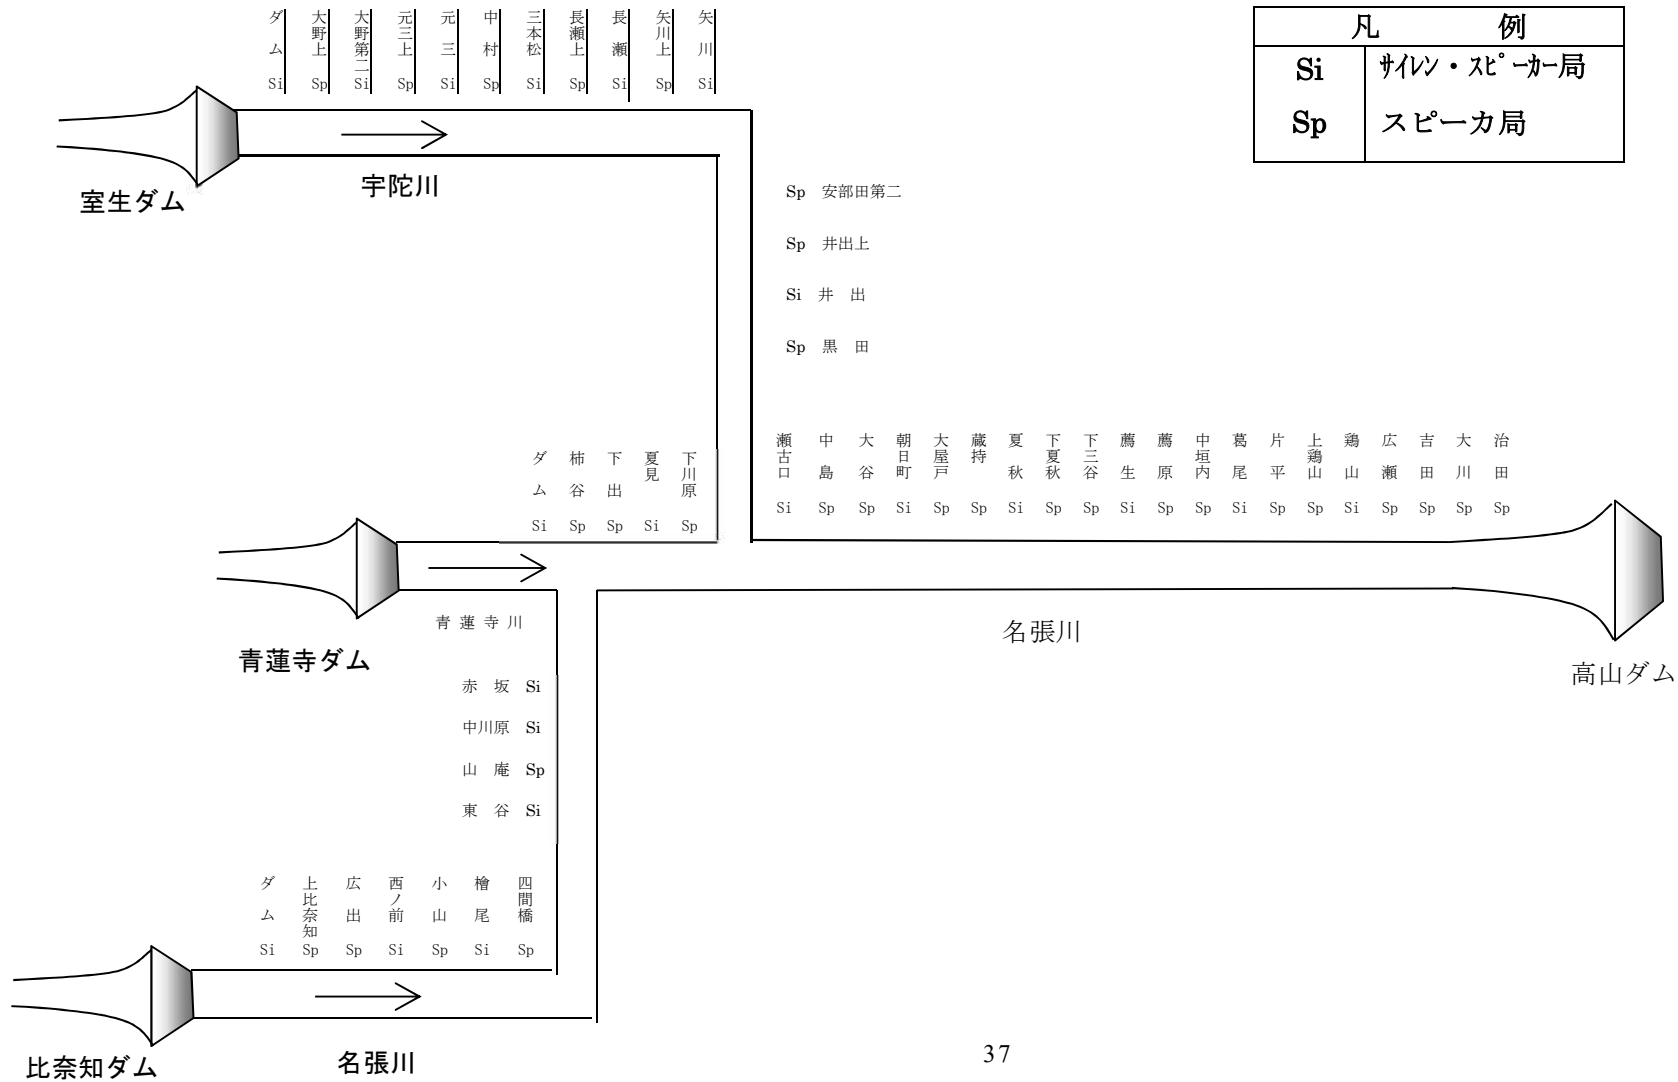 ダム Si
大野上 Sp
大野第二 Si
元三上 Sp
元三 Si
中村 Sp
三本松 Si
長瀬上 Sp
長瀬 Si
矢川上 Sp
矢川 Si
凡 例
Si サイレン・スピーカー局
Sp スピーカ局
室生ダム
宇陀川
Sp 安部田第二
Sp 井出上
Si 井出
Sp 黒田
ダム Si
柿谷 Sp
下出 Sp
夏見 Si
下川原 Sp
瀬古口 Si
中島 Sp
大谷 Sp
朝日町 Si
大屋戸 Sp
蔵持 Sp
夏秋 Si
下夏秋 Sp
下三谷 Sp
薦生 Si
薦原 Sp
中垣内 Sp
葛尾 Si
片平 Sp
上鶏山 Sp
鶏山 Si
広瀬 Sp
吉田 Sp
大川 Sp
治田 Sp
青蓮寺川
青蓮寺ダム
名張川
高山ダム
赤坂 Si
中川原 Si
山庵 Sp
東谷 Si
ダム Si
上比奈知 Sp
広出 Sp
西ノ前 Si
小山 Sp
檜尾 Si
四間橋 Sp
比奈知ダム
名張川
37